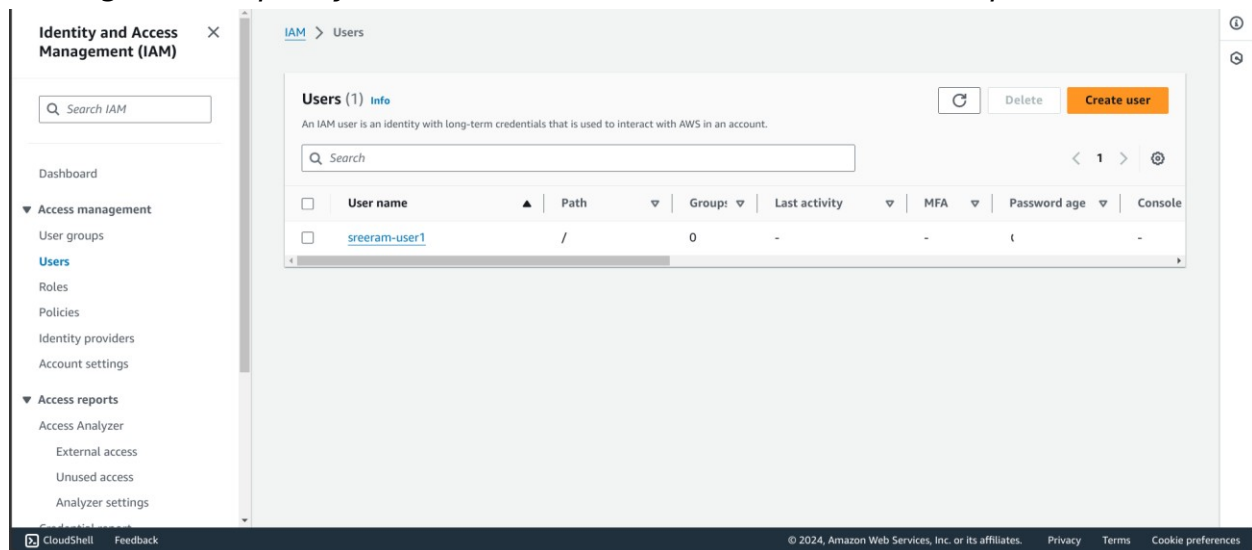 Identity and Access Management (IAM)
Search IAM
Dashboard
Access management
User groups
Users
Roles
Policies
Identity providers
Account settings
Access reports
Access Analyzer
External access
Unused access
Analyzer settings
IAM > Users
Users (1) Info
Delete
Create user
An IAM user is an identity with long-term credentials that is used to interact with AWS in an account.
Search
1
User name Path Last activity MFA Password age Console
sreeram-user1 / 0 - - -
CloudShell Feedback © 2024, Amazon Web Services, Inc. or its affiliates. Privacy Terms Cookie preferences